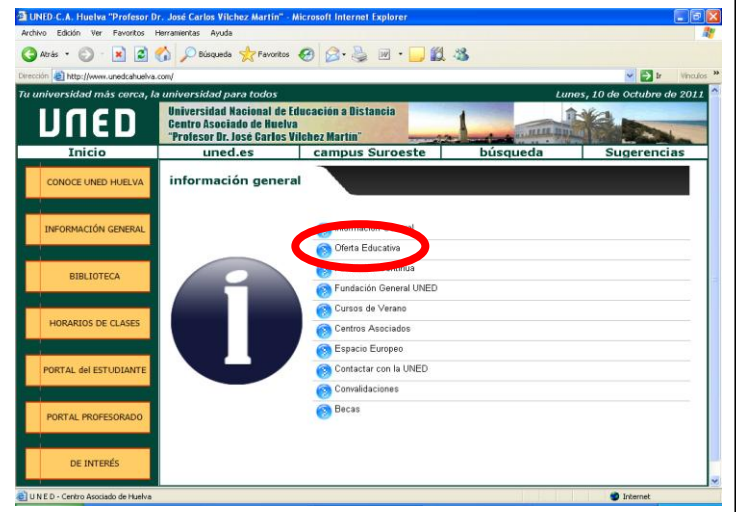 UNED-C.A. Huelva "Profesor Dr. José Carlos Vílchez Martín" - Microsoft Internet Explorer
Archivo Edición Ver Favoritos Herramientas Ayuda
Atrás Búsqueda Favoritos
Dirección http://www.unedcahuelva.com/ Ir Vínculos »
Tu universidad más cerca, la universidad para todos Lunes, 10 de Octubre de 2011
UNED
Universidad Nacional de Educación a Distancia
Centro Asociado de Huelva
"Profesor Dr. José Carlos Vílchez Martín"
Inicio uned.es campus Suroeste búsqueda Sugerencias
CONOCE UNED HUELVA
INFORMACIÓN GENERAL
BIBLIOTECA
HORARIOS DE CLASES
PORTAL del ESTUDIANTE
PORTAL PROFESORADO
DE INTERÉS
información general
Información General
Oferta Educativa
Continua
Fundación General UNED
Cursos de Verano
Centros Asociados
Espacio Europeo
Contactar con la UNED
Convalidaciones
Becas
U N E D - Centro Asociado de Huelva Internet